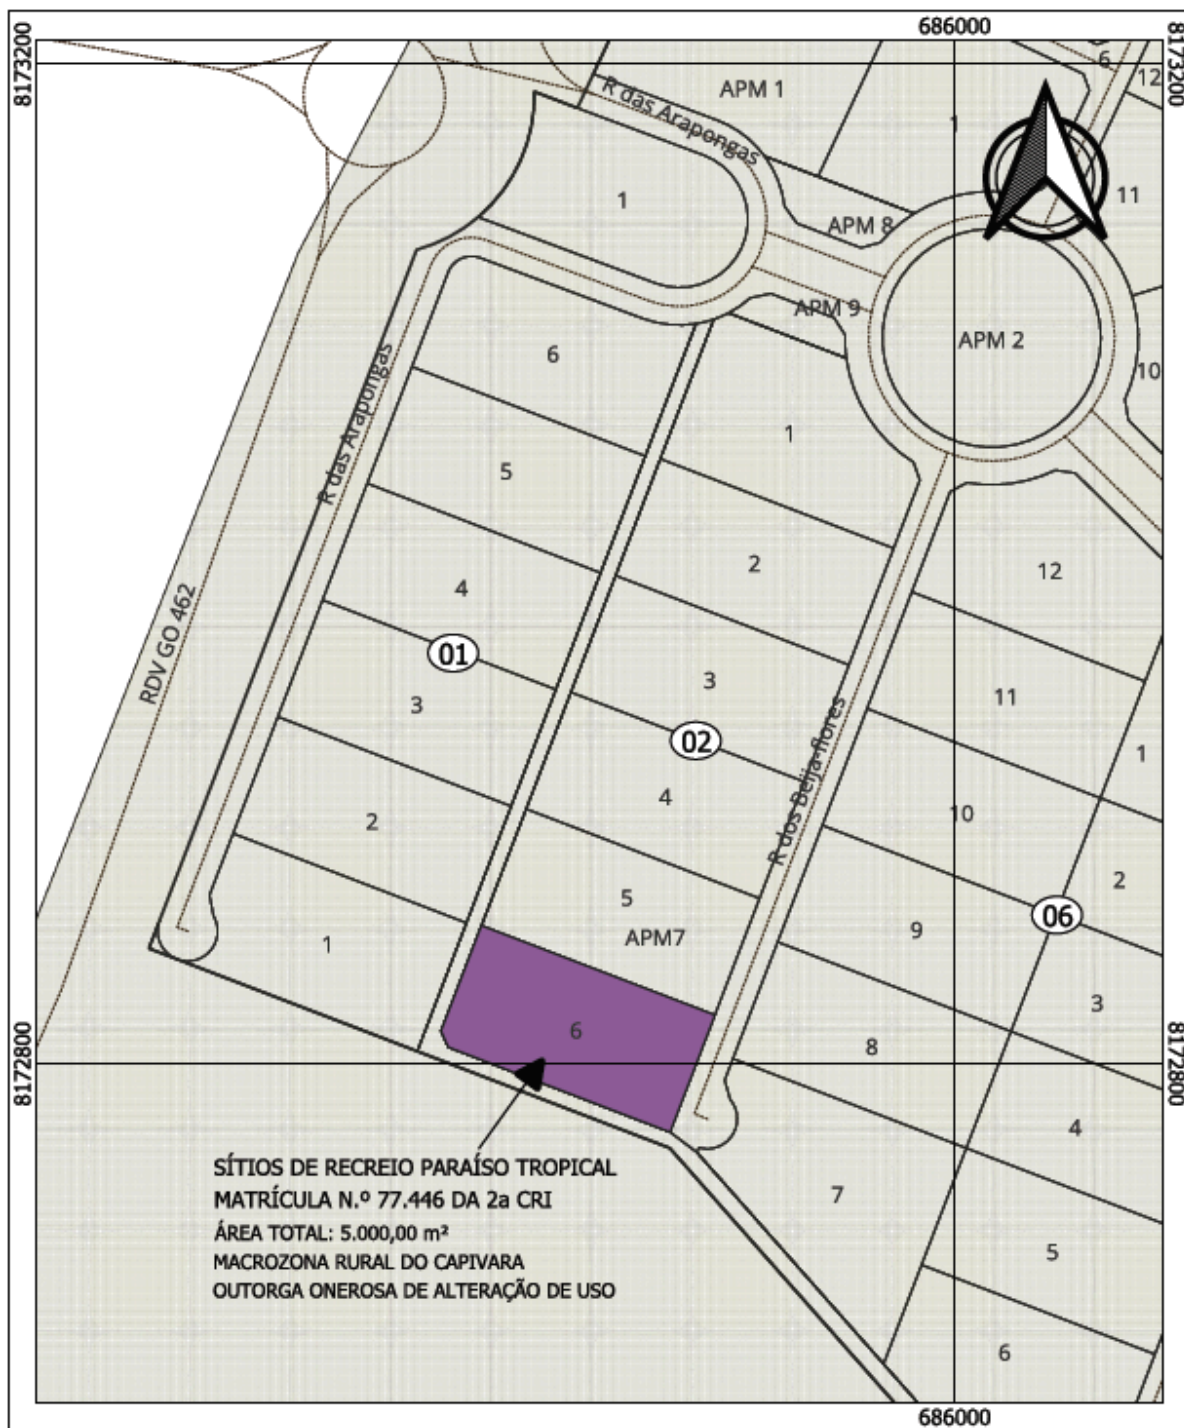 686000
8173200
8173200
6
12
APM 1
R das Arapongas
1
11
1
APM 8
APM 9
APM 2
10
6
1
R das Arapongas
5
2
12
4
RDV GO 462
01
3
3
11
02
1
R dos Beija-flores
4
10
2
2
5
06
9
APM7
1
3
6
8
8172800
8172800
4
SÍTIOS DE RECREIO PARAÍSO TROPICAL
MATRÍCULA N.º 77.446 DA 2a CRI
ÁREA TOTAL: 5.000,00 m²
MACROZONA RURAL DO CAPIVARA
OUTORGA ONEROSA DE ALTERAÇÃO DE USO
7
5
6
686000